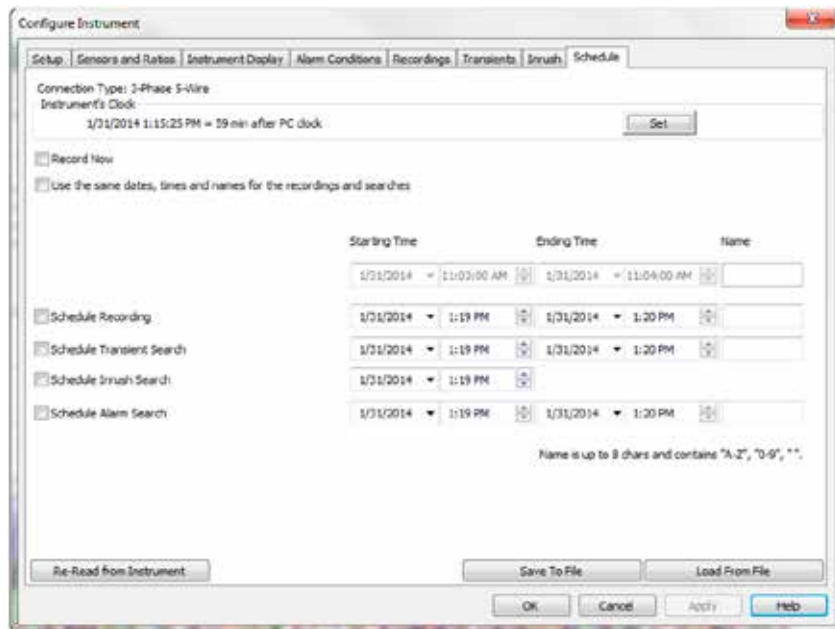 Configure Instrument
Setup Sensors and Ratios Instrument Display Alarm Conditions Recordings Transients Inrush Schedule
Connection Type: 3-Phase 5-Wire
Instrument's Clock
1/31/2014 1:15:25 PM = 59 min after PC clock Set
Record Now
Use the same dates, times and names for the recordings and searches
Starting Time Ending Time Name
1/31/2014 11:03:00 AM 1/31/2014 11:04:00 AM
Schedule Recording 1/31/2014 1:19 PM 1/31/2014 1:20 PM
Schedule Transient Search 1/31/2014 1:19 PM 1/31/2014 1:20 PM
Schedule Inrush Search 1/31/2014 1:19 PM
Schedule Alarm Search 1/31/2014 1:19 PM 1/31/2014 1:20 PM
Name is up to 8 chars and contains "A-Z", "0-9", " ".
Re-Read from Instrument Save To File Load From File
OK Cancel Apply Help